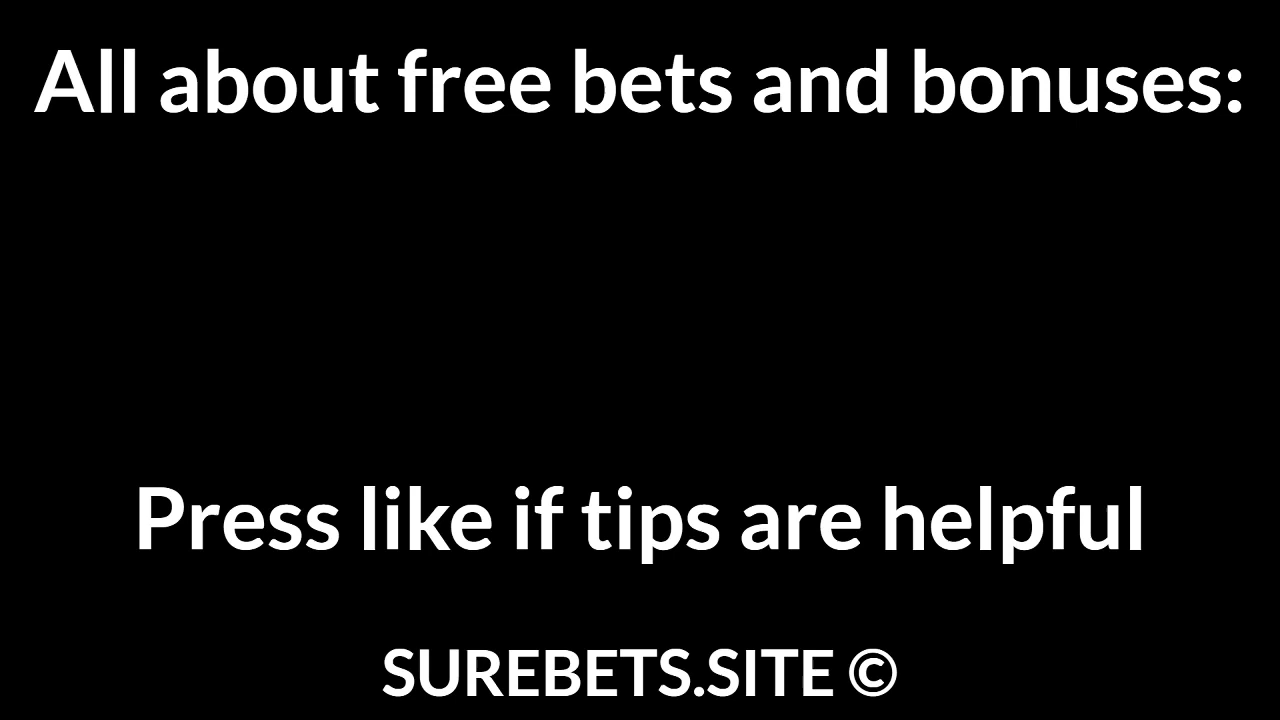 All about free bets and bonuses:
Press like if tips are helpful
SUREBETS.SITE ©